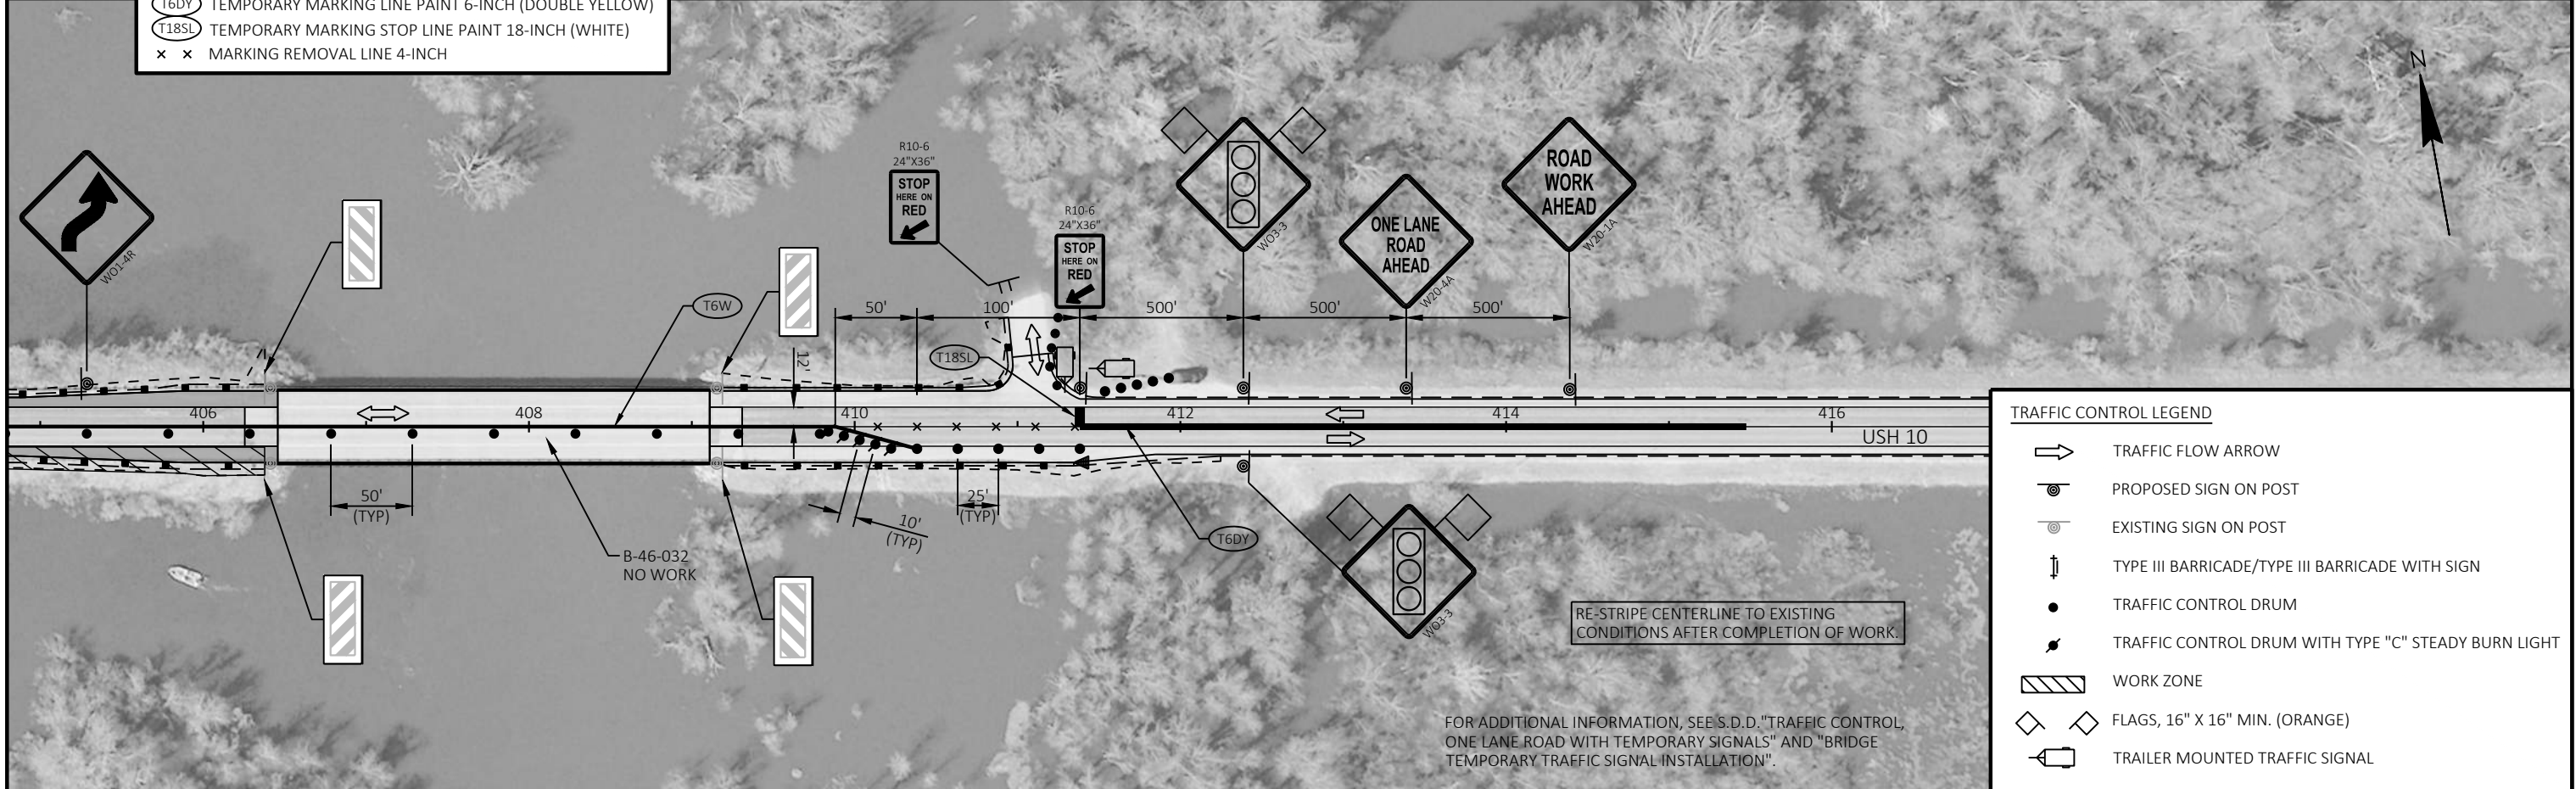 T6DY TEMPORARY MARKING LINE PAINT 6-INCH (DOUBLE YELLOW)
T18SL TEMPORARY MARKING STOP LINE PAINT 18-INCH (WHITE)
x x MARKING REMOVAL LINE 4-INCH
N
WO1-4R
R10-6
24"X36"
STOP
HERE ON
RED
R10-6
24"X36"
STOP
HERE ON
RED
WO3-3
ONE LANE
ROAD
AHEAD
W20-4A
ROAD
WORK
AHEAD
W20-1A
T6W
50'
100'
500'
500'
500'
T18SL
12'
406
408
410
412
414
416
USH 10
50'
(TYP)
10'
(TYP)
25'
(TYP)
B-46-032
NO WORK
T6DY
WO3-3
RE-STRIPE CENTERLINE TO EXISTING
CONDITIONS AFTER COMPLETION OF WORK.
FOR ADDITIONAL INFORMATION, SEE S.D.D."TRAFFIC CONTROL,
ONE LANE ROAD WITH TEMPORARY SIGNALS" AND "BRIDGE
TEMPORARY TRAFFIC SIGNAL INSTALLATION".
TRAFFIC CONTROL LEGEND
TRAFFIC FLOW ARROW
PROPOSED SIGN ON POST
EXISTING SIGN ON POST
TYPE III BARRICADE/TYPE III BARRICADE WITH SIGN
TRAFFIC CONTROL DRUM
TRAFFIC CONTROL DRUM WITH TYPE "C" STEADY BURN LIGHT
WORK ZONE
FLAGS, 16" X 16" MIN. (ORANGE)
TRAILER MOUNTED TRAFFIC SIGNAL